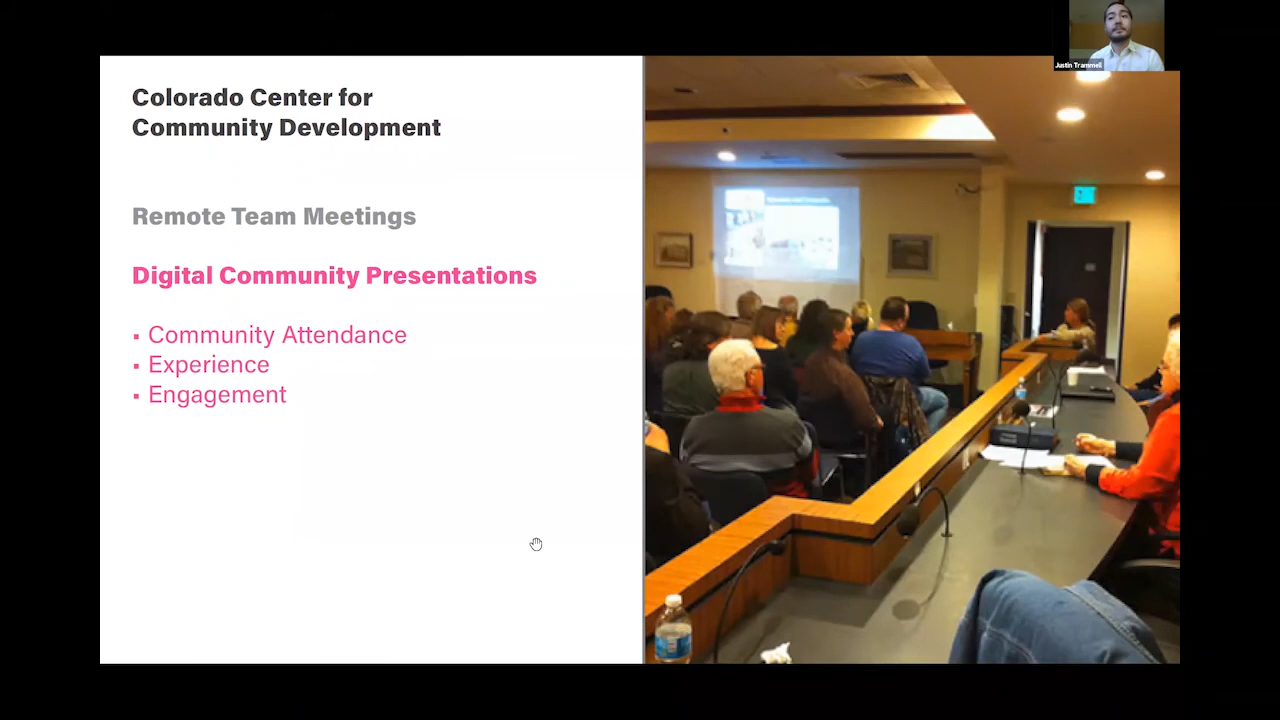 Justin Trammell
Colorado Center for
Community Development
Remote Team Meetings
Digital Community Presentations
▪ Community Attendance
▪ Experience
▪ Engagement